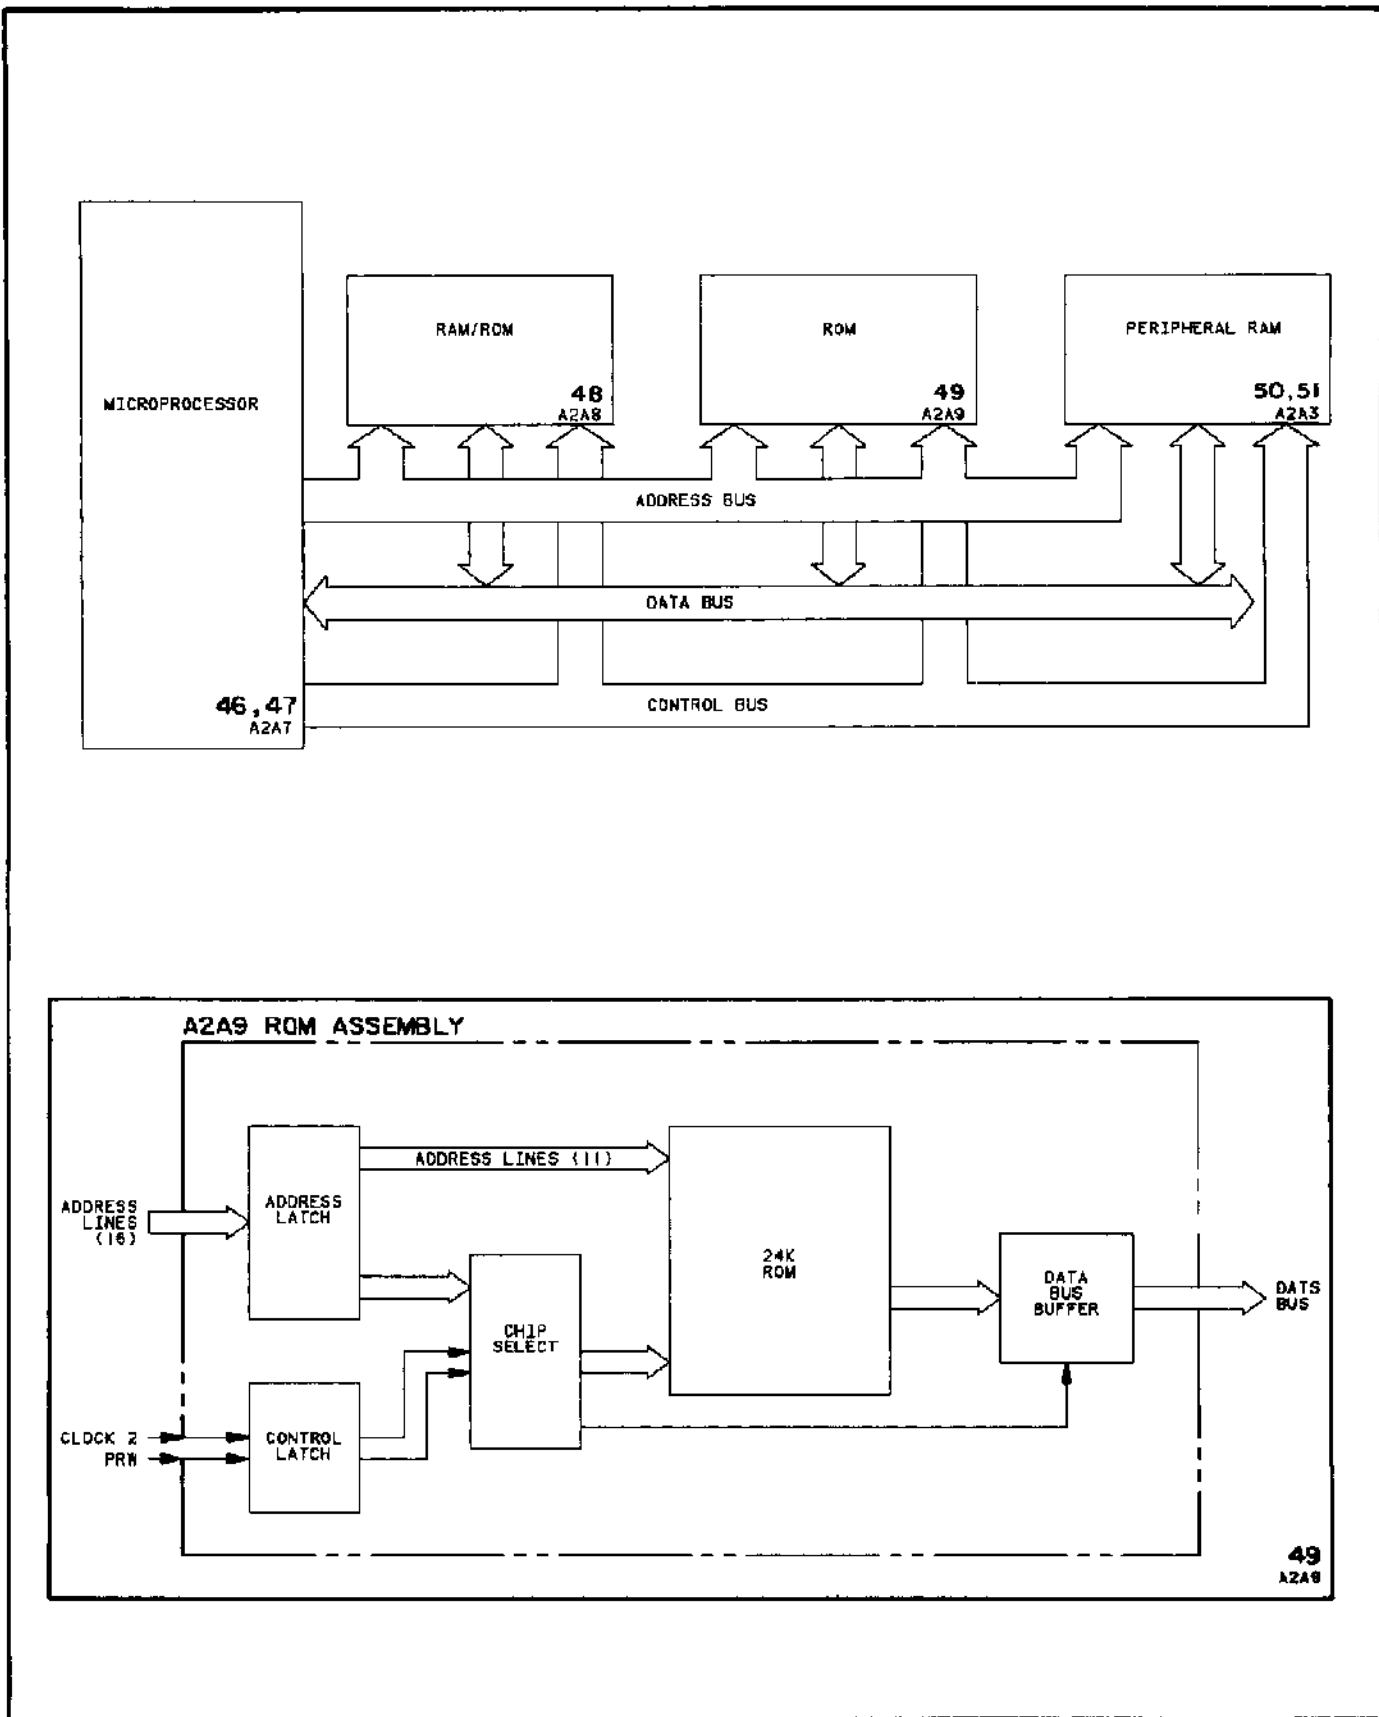 MICROPROCESSOR
46,47
A2A7
RAM/ROM
48
A2A8
ROM
49
A2A9
PERIPHERAL RAM
50,51
A2A3
ADDRESS BUS
DATA BUS
CONTROL BUS
A2A9 ROM ASSEMBLY
ADDRESS
LINES
(16)
ADDRESS
LATCH
ADDRESS LINES (11)
CHIP
SELECT
24K
ROM
DATA
BUS
BUFFER
DATS
BUS
CLOCK 2
PRW
CONTROL
LATCH
49
A2A9